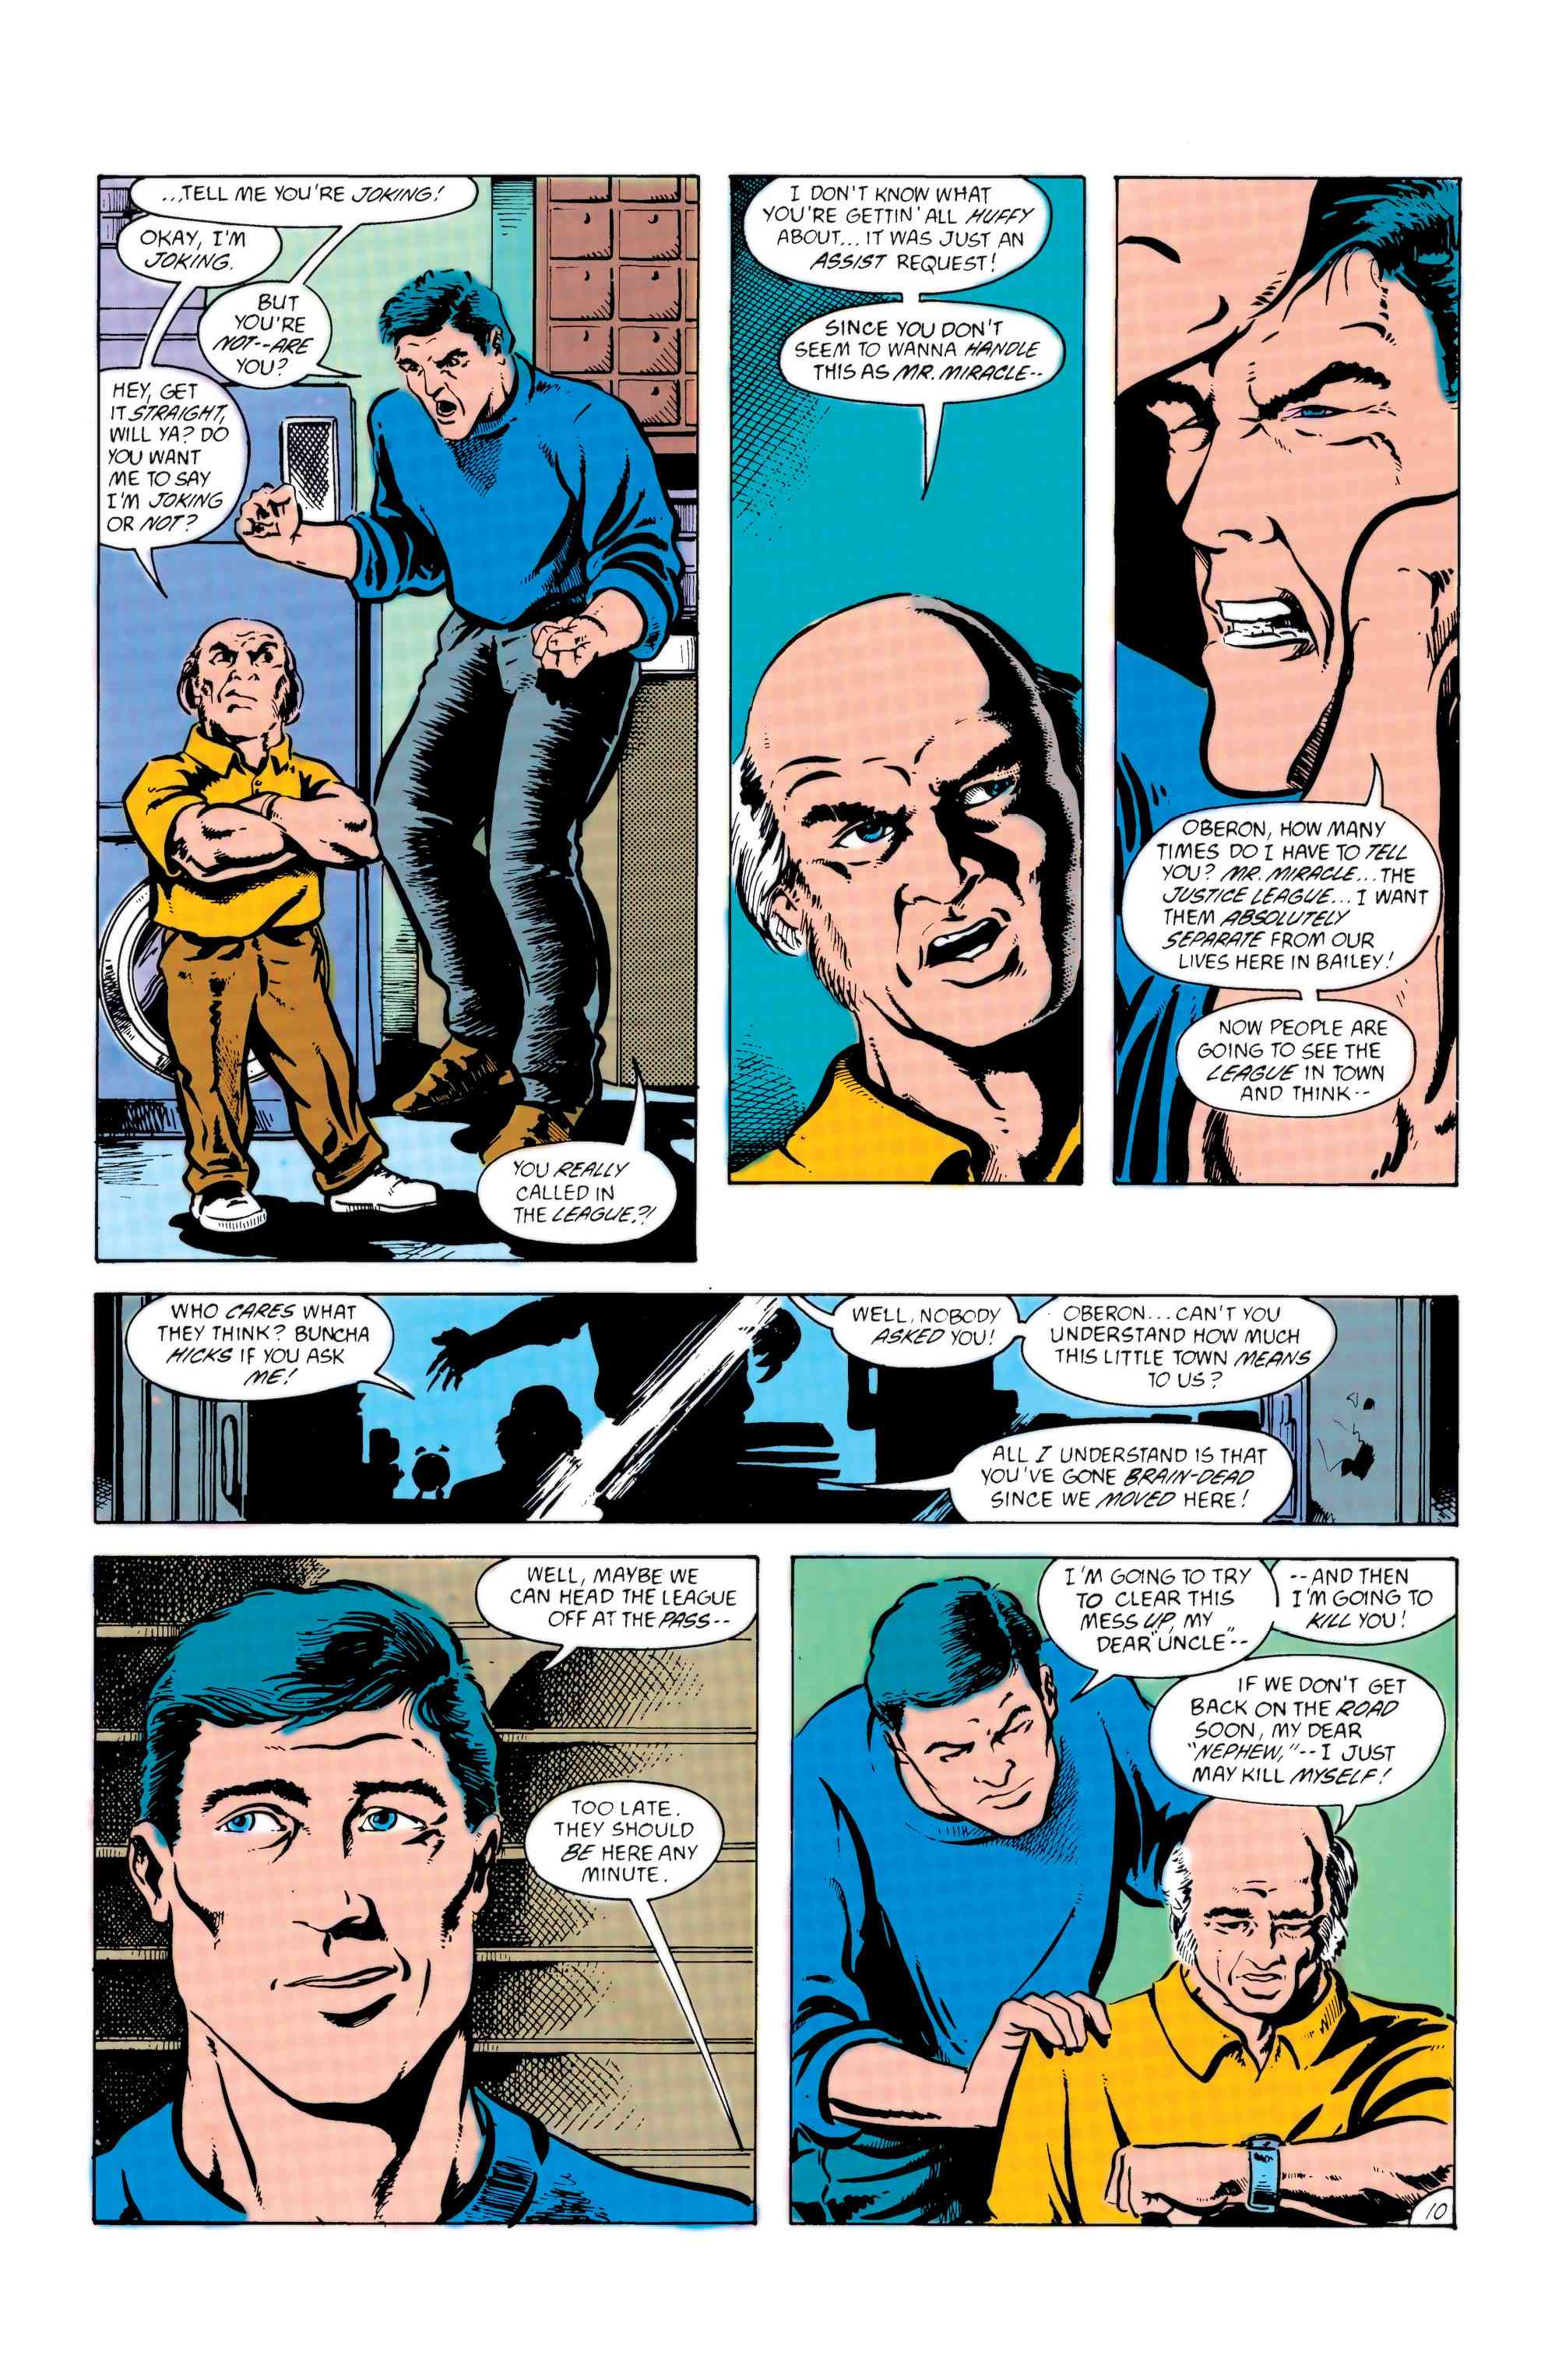 ...TELL ME YOU'RE JOKING!
OKAY, I'M
JOKING.
BUT
YOU'RE
NOT--ARE
YOU?
HEY, GET
IT STRAIGHT,
WILL YA? DO
YOU WANT
ME TO SAY
I'M JOKING
OR NOT?
YOU REALLY
CALLED IN
THE LEAGUE?!
I DON'T KNOW WHAT
YOU'RE GETTIN' ALL HUFFY
ABOUT... IT WAS JUST AN
ASSIST REQUEST!
SINCE YOU DON'T
SEEM TO WANNA HANDLE
THIS AS MR. MIRACLE--
OBERON, HOW MANY
TIMES DO I HAVE TO TELL
YOU? MR. MIRACLE... THE
JUSTICE LEAGUE... I WANT
THEM ABSOLUTELY
SEPARATE FROM OUR
LIVES HERE IN BAILEY!
NOW PEOPLE ARE
GOING TO SEE THE
LEAGUE IN TOWN
AND THINK--
WHO CARES WHAT
THEY THINK? BUNCHA
HICKS IF YOU ASK
ME!
WELL, NOBODY
ASKED YOU!
OBERON... CAN'T YOU
UNDERSTAND HOW MUCH
THIS LITTLE TOWN MEANS
TO US?
ALL I UNDERSTAND IS THAT
YOU'VE GONE BRAIN-DEAD
SINCE WE MOVED HERE!
WELL, MAYBE WE
CAN HEAD THE LEAGUE
OFF AT THE PASS--
TOO LATE.
THEY SHOULD
BE HERE ANY
MINUTE.
I'M GOING TO TRY
TO CLEAR THIS
MESS UP, MY
DEAR "UNCLE"--
--AND THEN
I'M GOING TO
KILL YOU!
IF WE DON'T GET
BACK ON THE ROAD
SOON, MY DEAR
"NEPHEW,"--I JUST
MAY KILL MYSELF!
10